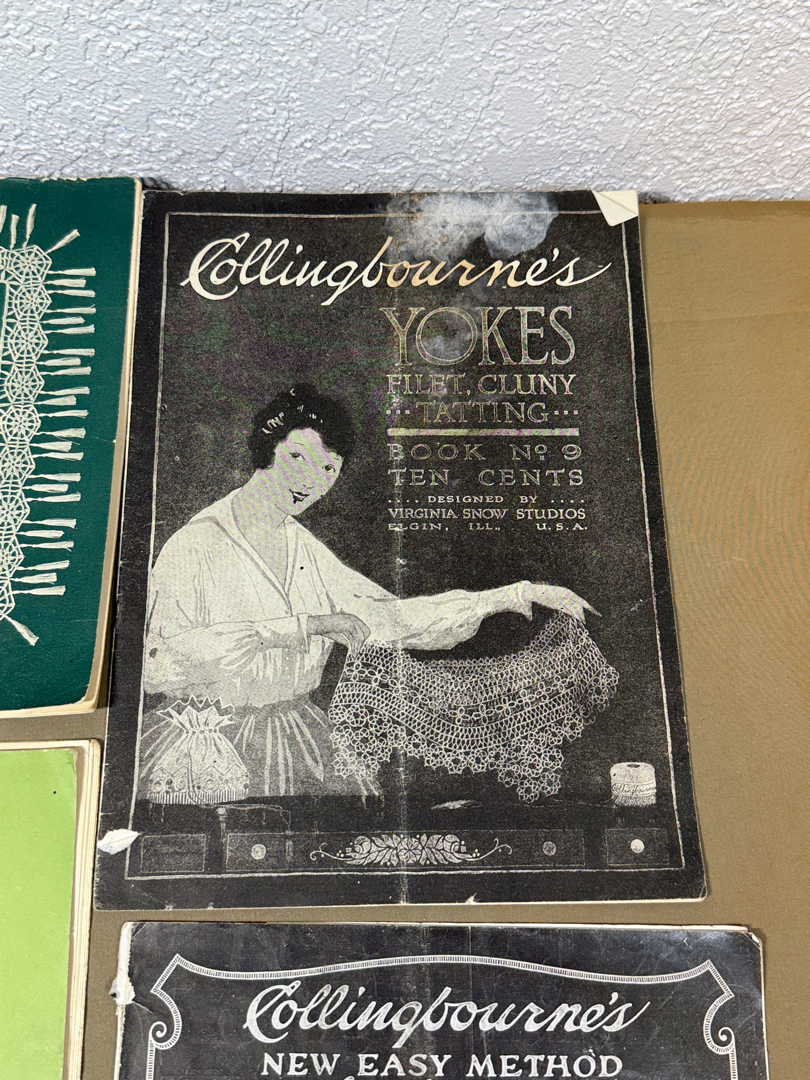 Collingbourne's
YOKES
FILET, CLUNY
... TATTING ...
BOOK Nº 9
TEN CENTS
.... DESIGNED BY ....
VIRGINIA SNOW STUDIOS
ELGIN, ILL., U.S.A.
Collingbourne's
NEW EASY METHOD